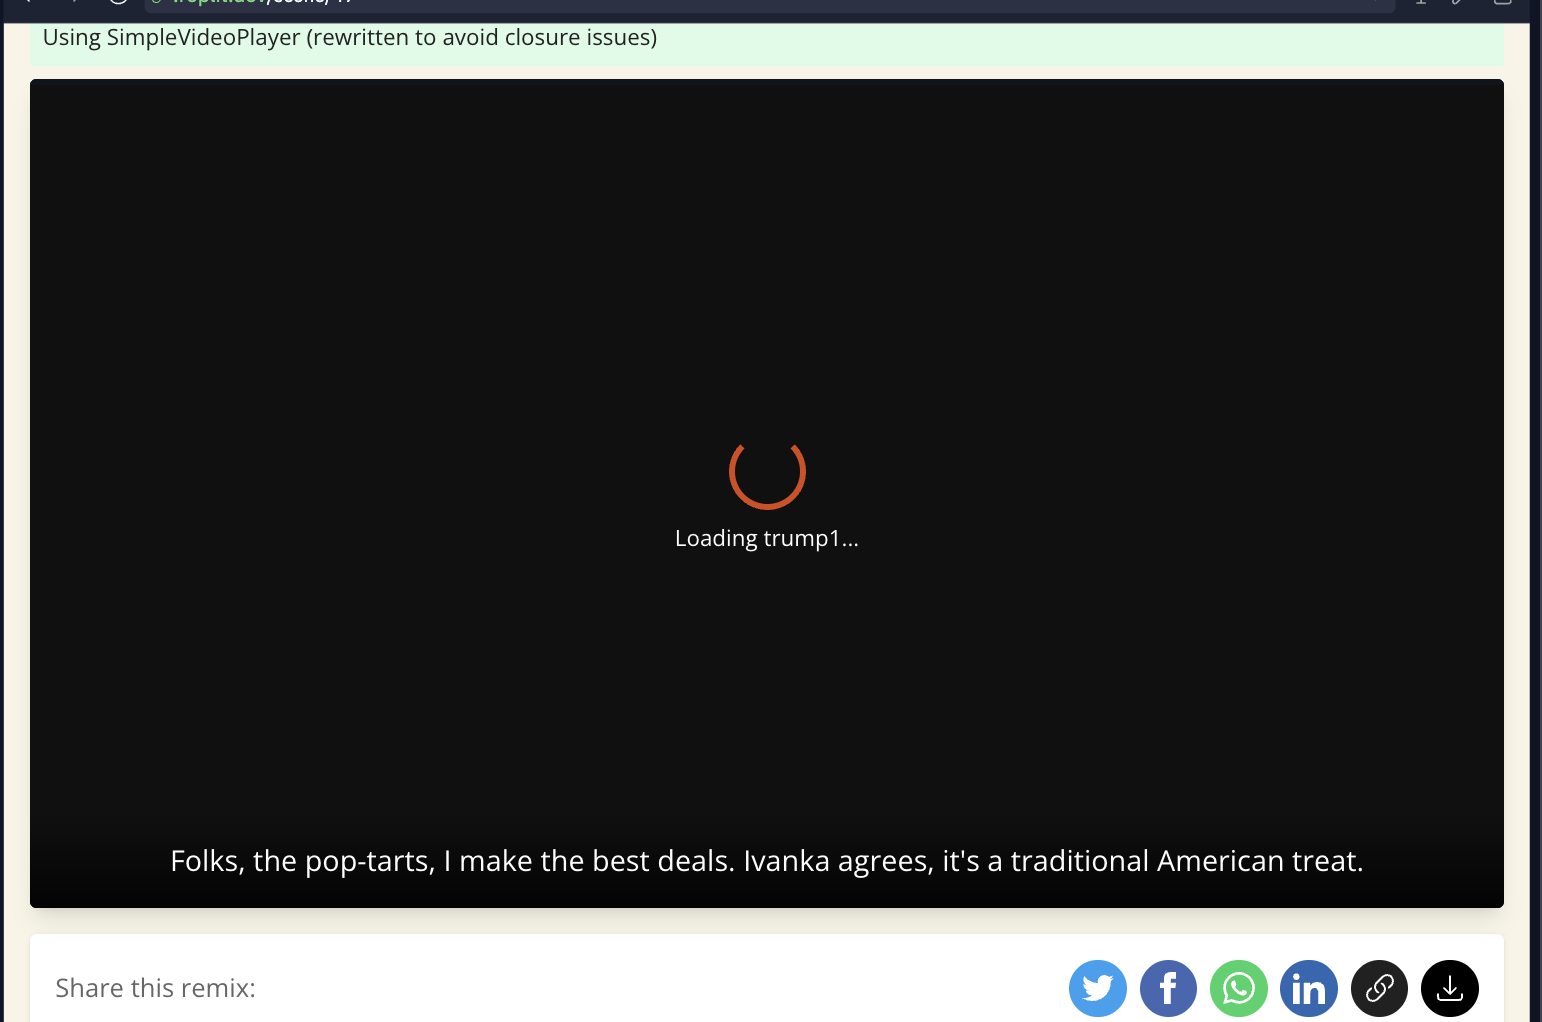 Using SimpleVideoPlayer (rewritten to avoid closure issues)
Loading trump1...
Folks, the pop-tarts, I make the best deals. Ivanka agrees, it's a traditional American treat.
Share this remix: